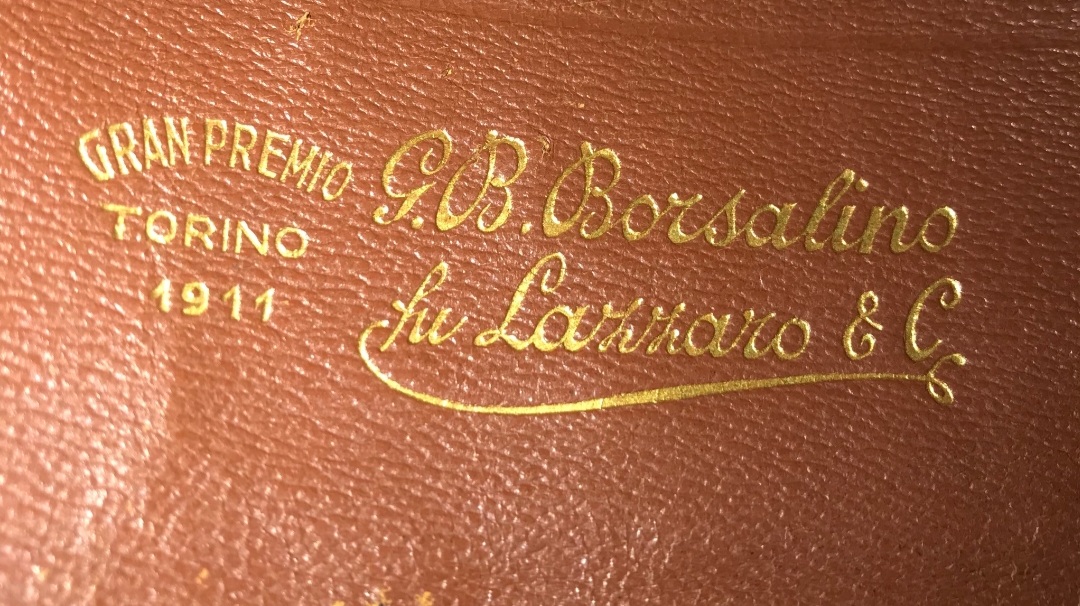 GRAN PREMIO
TORINO
1911
G.B. Borsalino
fu Lazzaro & C.